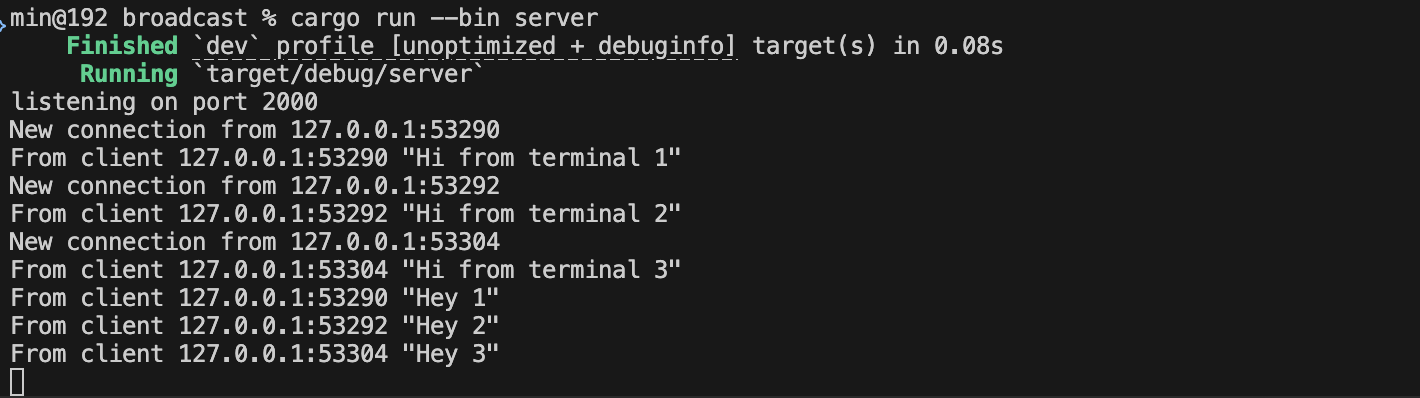 min@192 broadcast % cargo run --bin server
Finished `dev` profile [unoptimized + debuginfo] target(s) in 0.08s
Running `target/debug/server`
listening on port 2000
New connection from 127.0.0.1:53290
From client 127.0.0.1:53290 "Hi from terminal 1"
New connection from 127.0.0.1:53292
From client 127.0.0.1:53292 "Hi from terminal 2"
New connection from 127.0.0.1:53304
From client 127.0.0.1:53304 "Hi from terminal 3"
From client 127.0.0.1:53290 "Hey 1"
From client 127.0.0.1:53292 "Hey 2"
From client 127.0.0.1:53304 "Hey 3"